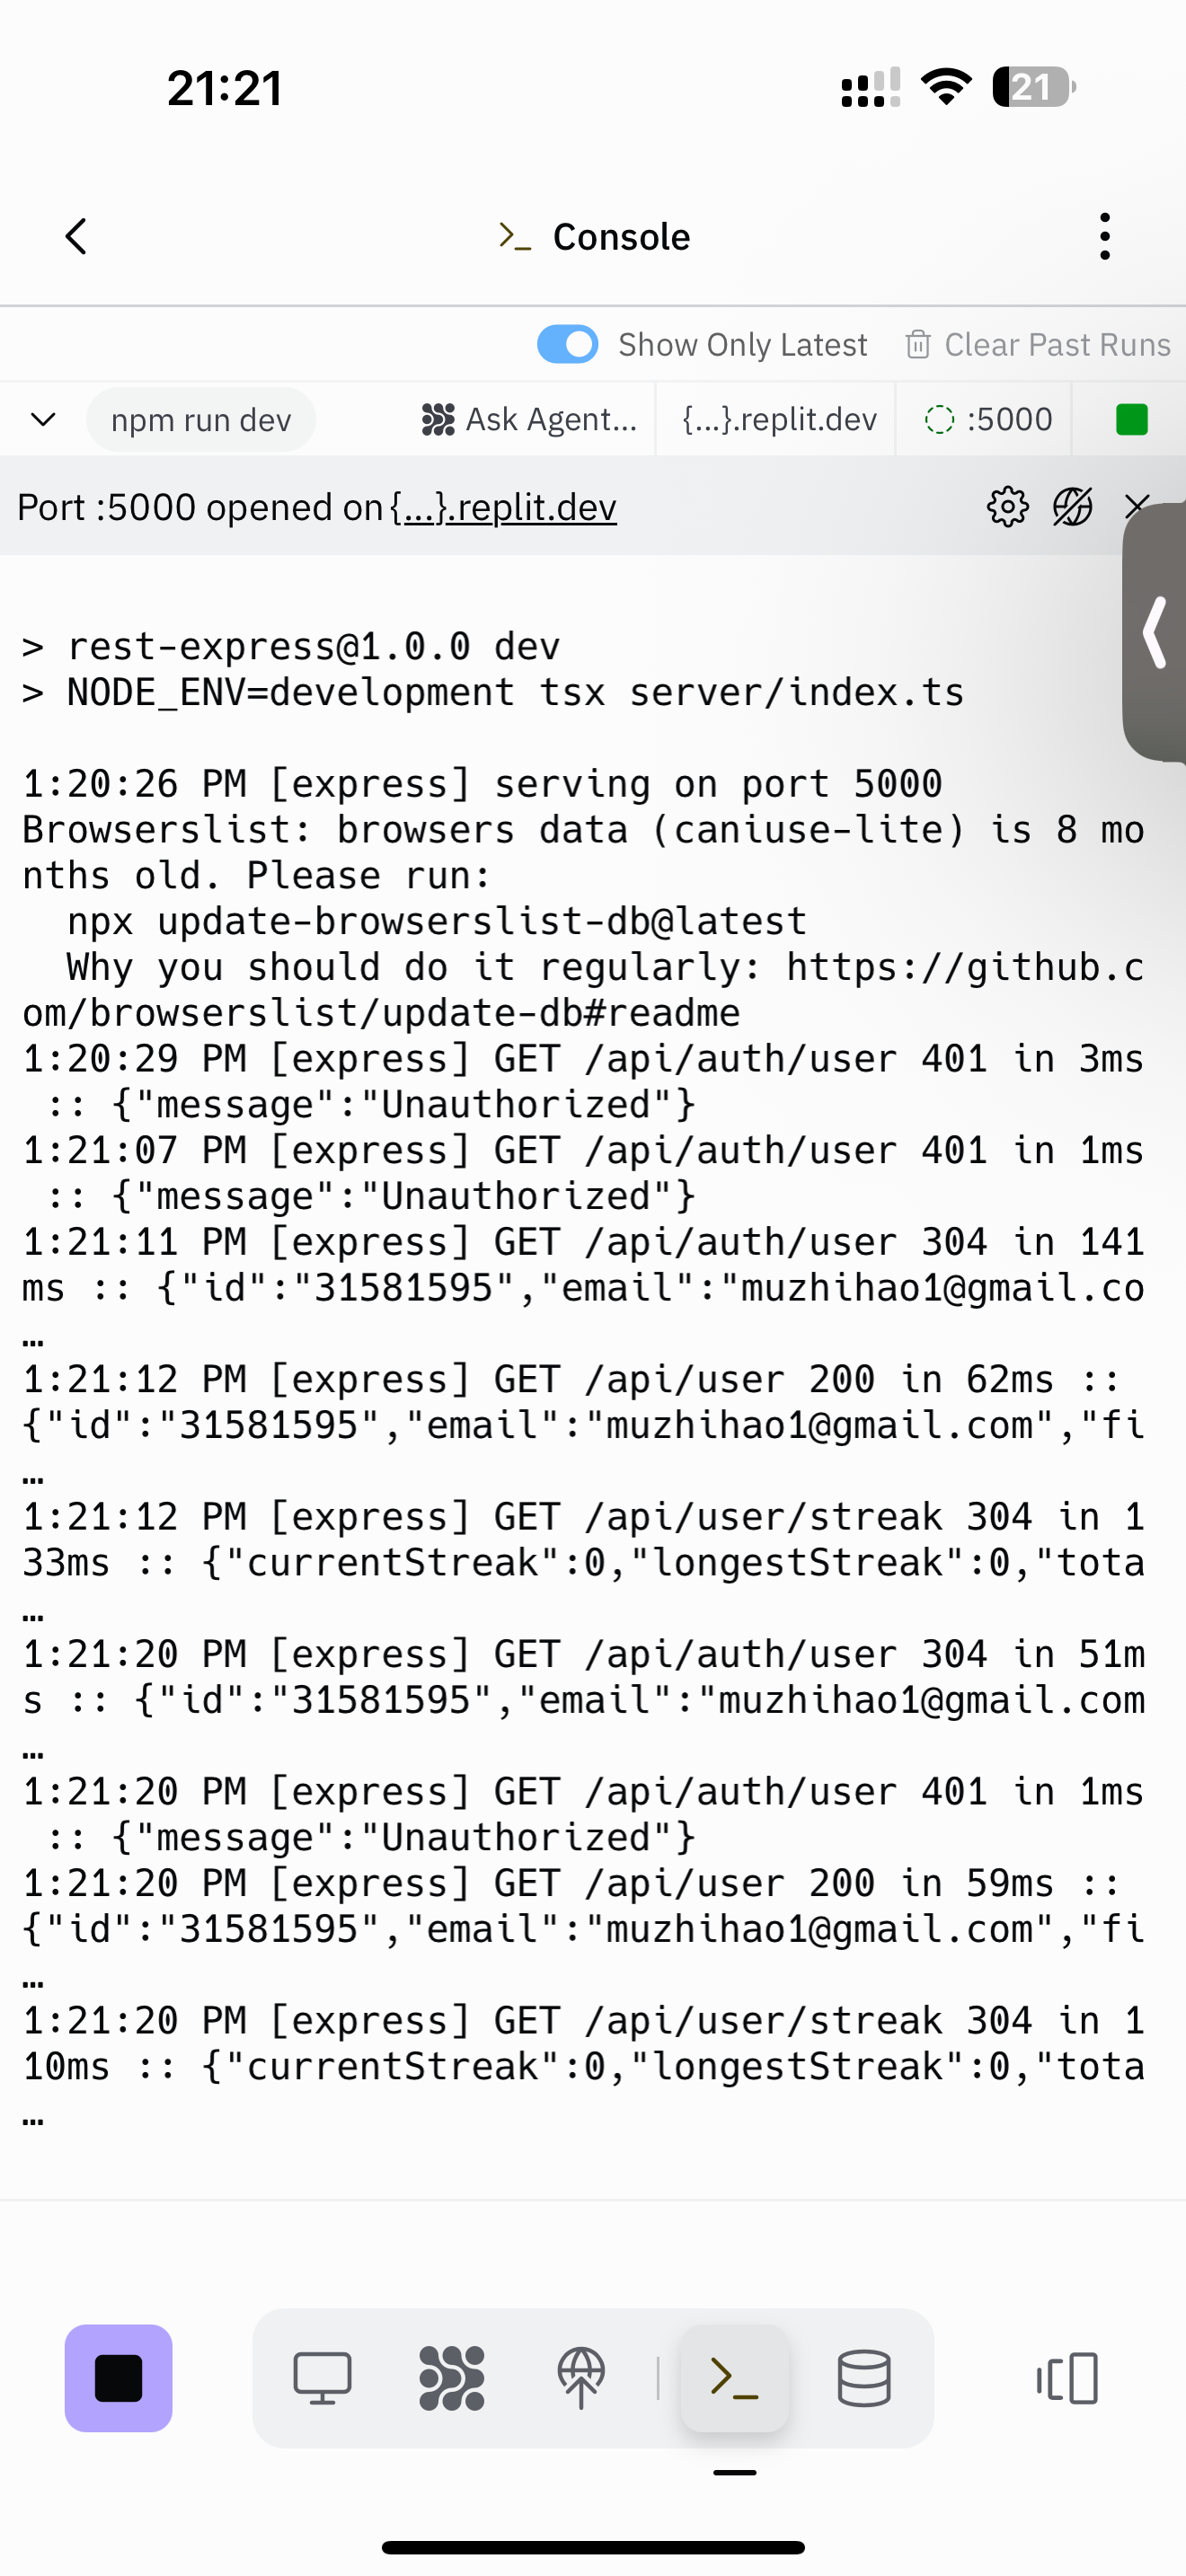 21:21
21
>_ Console
Show Only Latest
Clear Past Runs
npm run dev
Ask Agent...
{...}.replit.dev
:5000
Port :5000 opened on {...}.replit.dev
> rest-express@1.0.0 dev
> NODE_ENV=development tsx server/index.ts
1:20:26 PM [express] serving on port 5000
Browserslist: browsers data (caniuse-lite) is 8 mo
nths old. Please run:
  npx update-browserslist-db@latest
  Why you should do it regularly: https://github.c
om/browserslist/update-db#readme
1:20:29 PM [express] GET /api/auth/user 401 in 3ms
 :: {"message":"Unauthorized"}
1:21:07 PM [express] GET /api/auth/user 401 in 1ms
 :: {"message":"Unauthorized"}
1:21:11 PM [express] GET /api/auth/user 304 in 141
ms :: {"id":"31581595","email":"muzhihao1@gmail.co
…
1:21:12 PM [express] GET /api/user 200 in 62ms ::
{"id":"31581595","email":"muzhihao1@gmail.com","fi
…
1:21:12 PM [express] GET /api/user/streak 304 in 1
33ms :: {"currentStreak":0,"longestStreak":0,"tota
…
1:21:20 PM [express] GET /api/auth/user 304 in 51m
s :: {"id":"31581595","email":"muzhihao1@gmail.com
…
1:21:20 PM [express] GET /api/auth/user 401 in 1ms
 :: {"message":"Unauthorized"}
1:21:20 PM [express] GET /api/user 200 in 59ms ::
{"id":"31581595","email":"muzhihao1@gmail.com","fi
…
1:21:20 PM [express] GET /api/user/streak 304 in 1
10ms :: {"currentStreak":0,"longestStreak":0,"tota
…